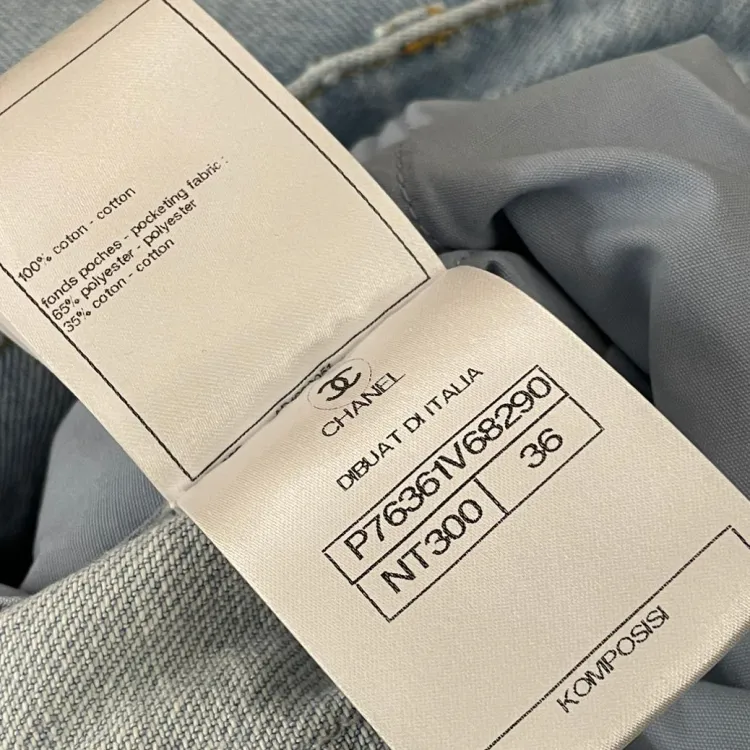 100% coton - cotton
fonds poches - pocketing fabric :
65% polyester - polyester
35% coton - cotton
CHANEL
DIBUAT DI ITALIA
P76361V68290
NT300 36
KOMPOSISI